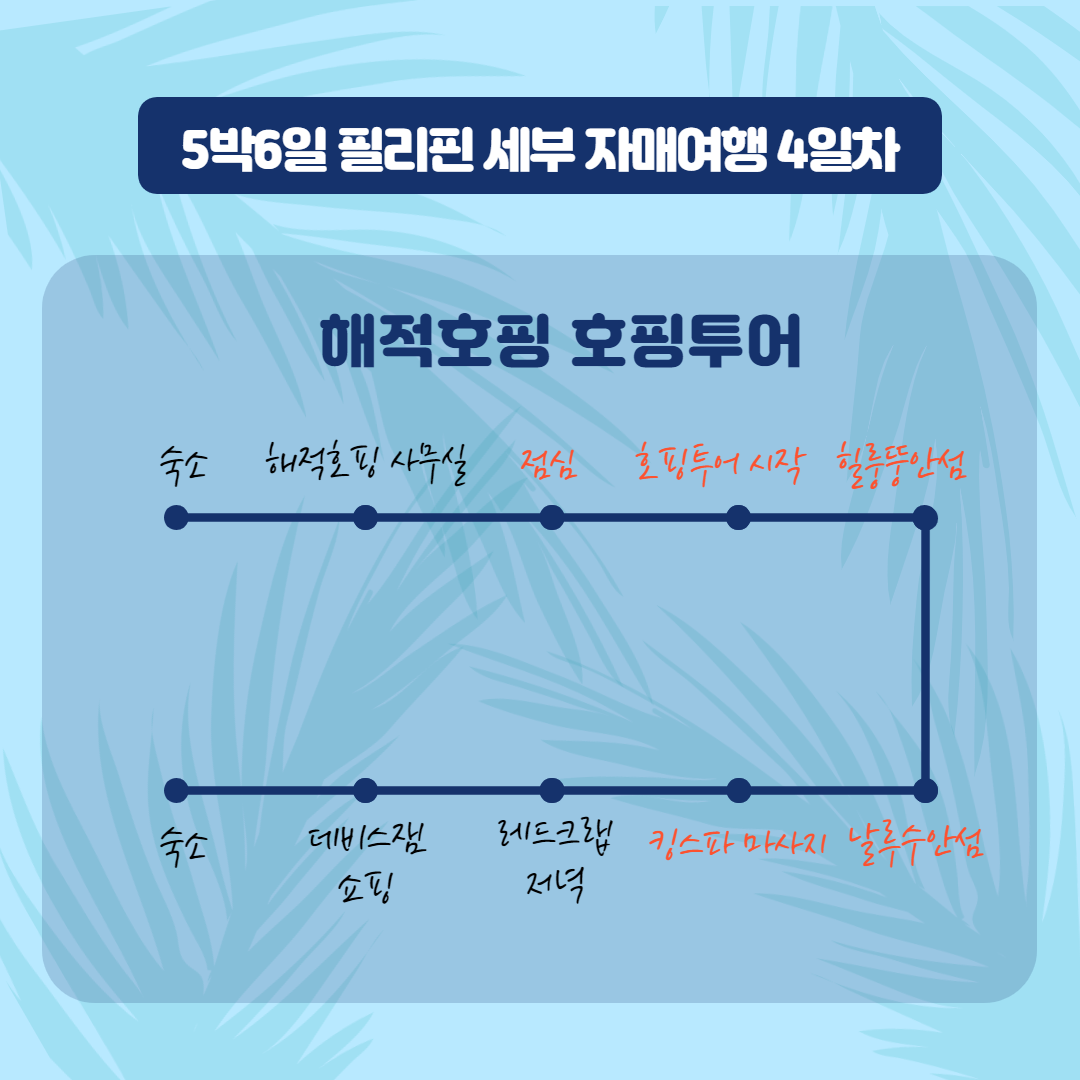 5박6일 필리핀 세부 자매여행 4일차
해적호핑 호핑투어
숙소 해적호핑 사무실 점심 호핑투어 시작 힐룽뚱안섬
숙소 데비스잼 레드크랩 킹스파 마사지 날루수안섬
쇼핑 저녁